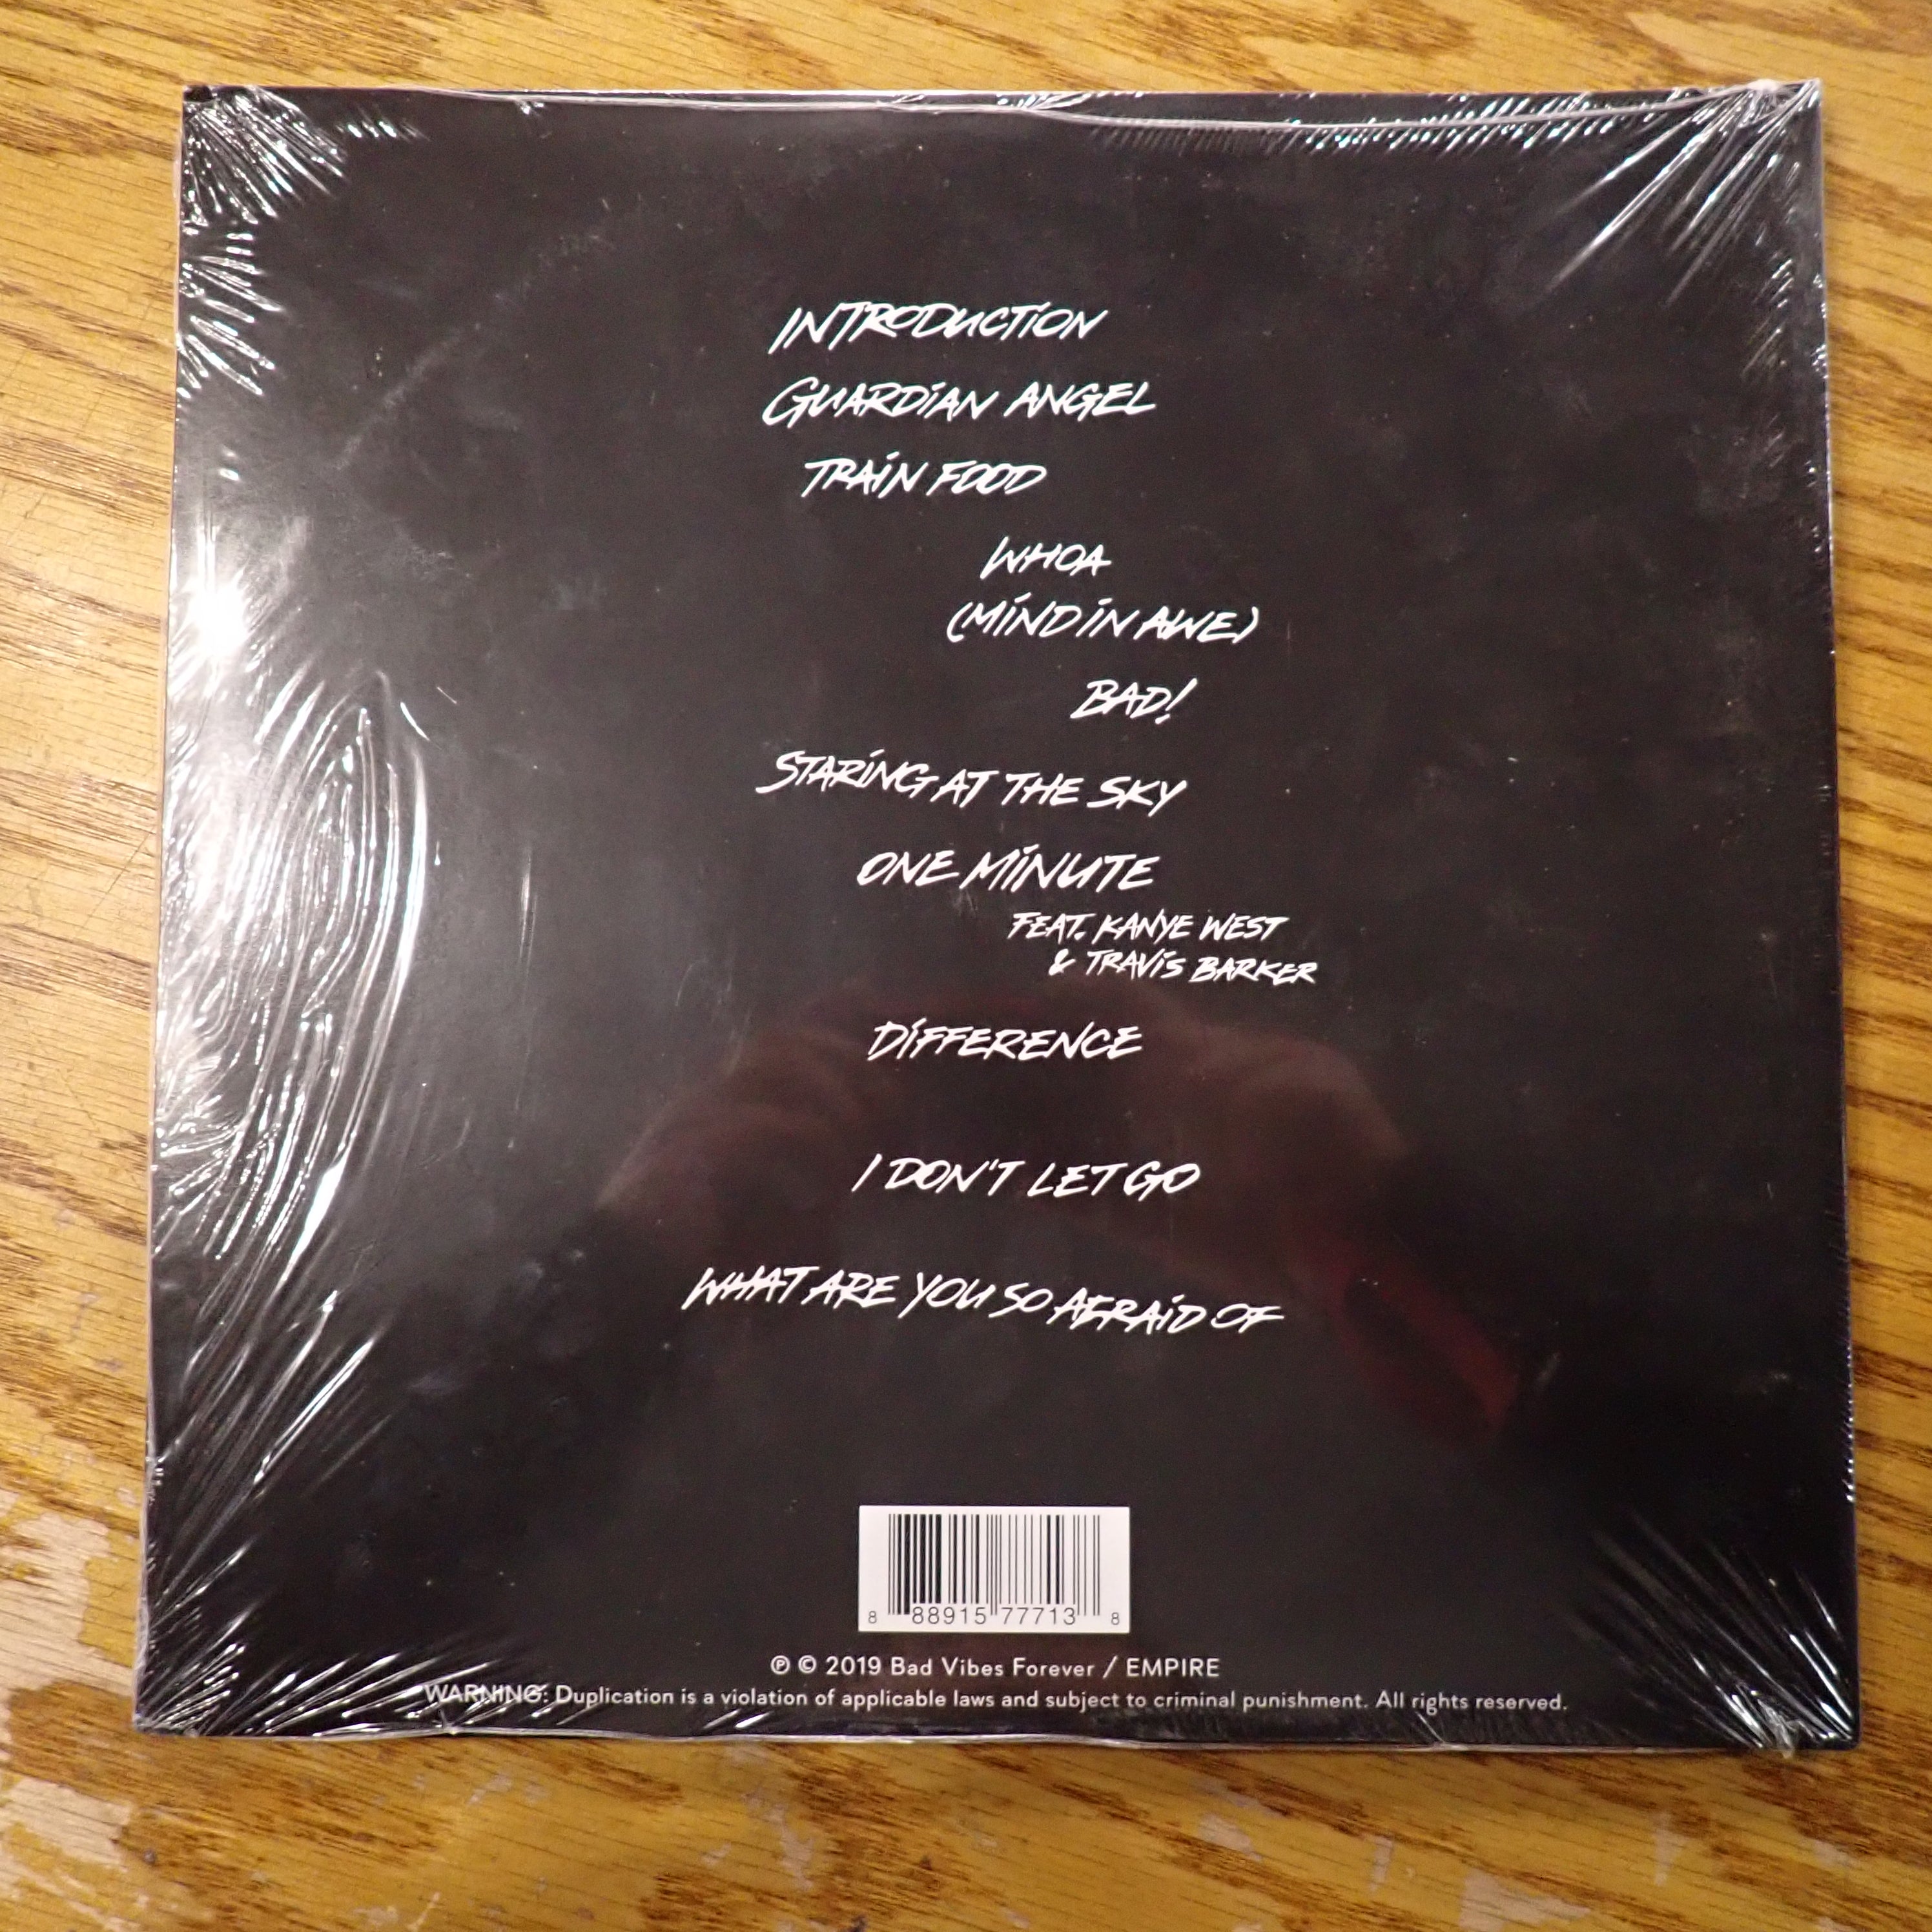 INTRODUCTION
GUARDIAN ANGEL
TRAIN FOOD
WHOA
(MIND IN AWE)
BAD!
STARING AT THE SKY
ONE MINUTE
FEAT. KANYE WEST
& TRAVIS BARKER
DIFFERENCE
I DON'T LET GO
WHAT ARE YOU SO AFRAID OF
8 88915 77713 8
℗ © 2019 Bad Vibes Forever / EMPIRE
WARNING: Duplication is a violation of applicable laws and subject to criminal punishment. All rights reserved.